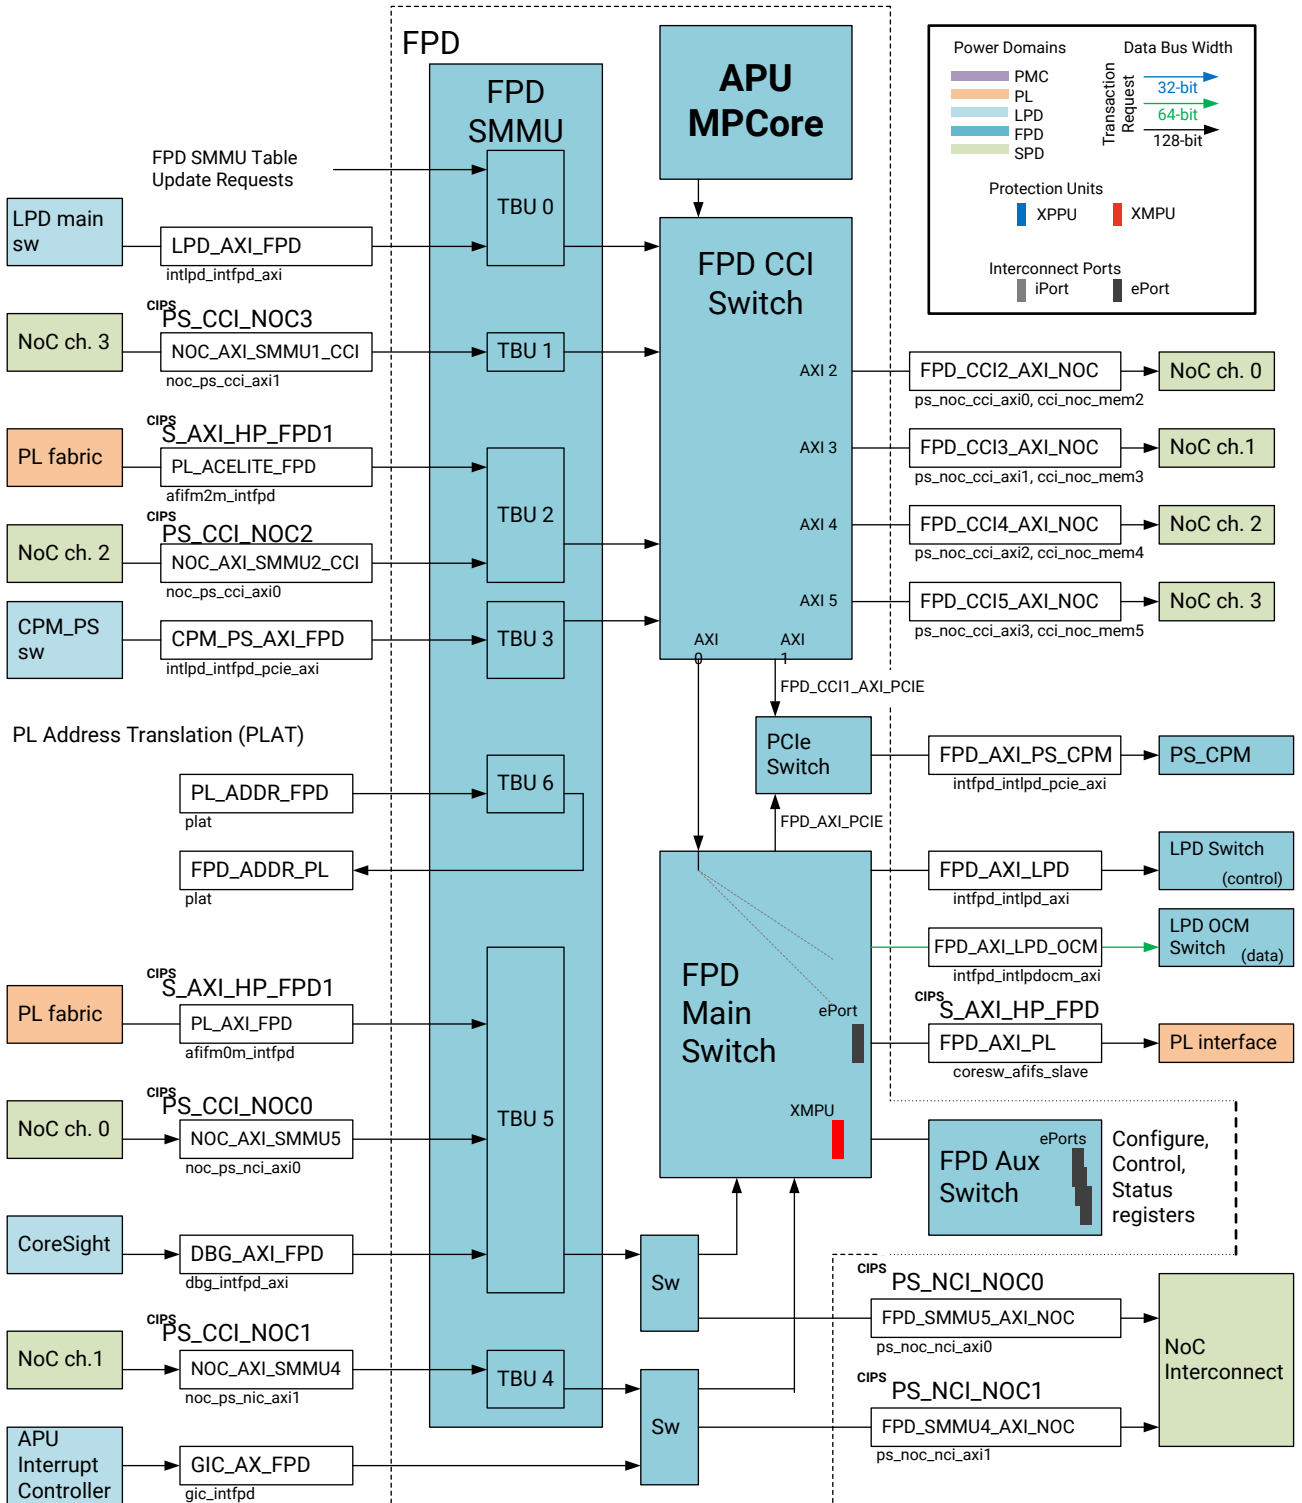 FPD
FPD
SMMU
APU
MPCore
Power Domains
Data Bus Width
PMC
PL
LPD
FPD
SPD
Transaction
Request
32-bit
64-bit
128-bit
Protection Units
XPPU
XMPU
Interconnect Ports
iPort
ePort
FPD SMMU Table
Update Requests
TBU 0
LPD main
sw
LPD_AXI_FPD
intlpd_intfpd_axi
FPD CCI
Switch
CIPS
PS_CCI_NOC3
NoC ch. 3
NOC_AXI_SMMU1_CCI
noc_ps_cci_axi1
TBU 1
AXI 2
FPD_CCI2_AXI_NOC
ps_noc_cci_axi0, cci_noc_mem2
NoC ch. 0
CIPS
S_AXI_HP_FPD1
PL fabric
PL_ACELITE_FPD
afifm2m_intfpd
TBU 2
AXI 3
FPD_CCI3_AXI_NOC
ps_noc_cci_axi1, cci_noc_mem3
NoC ch.1
CIPS
PS_CCI_NOC2
NoC ch. 2
NOC_AXI_SMMU2_CCI
noc_ps_cci_axi0
AXI 4
FPD_CCI4_AXI_NOC
ps_noc_cci_axi2, cci_noc_mem4
NoC ch. 2
CPM_PS
sw
CPM_PS_AXI_FPD
intlpd_intfpd_pcie_axi
TBU 3
AXI 5
FPD_CCI5_AXI_NOC
ps_noc_cci_axi3, cci_noc_mem5
NoC ch. 3
AXI
0
AXI
1
FPD_CCI1_AXI_PCIE
PL Address Translation (PLAT)
PCIe
Switch
FPD_AXI_PS_CPM
intfpd_intlpd_pcie_axi
PS_CPM
PL_ADDR_FPD
plat
TBU 6
FPD_AXI_PCIE
FPD_ADDR_PL
plat
FPD_AXI_LPD
intfpd_intlpd_axi
LPD Switch
(control)
FPD_AXI_LPD_OCM
intfpd_intlpdocm_axi
LPD OCM
Switch
(data)
FPD
Main
Switch
ePort
CIPS
S_AXI_HP_FPD
FPD_AXI_PL
coresw_afifs_slave
PL interface
CIPS
S_AXI_HP_FPD1
PL fabric
PL_AXI_FPD
afifm0m_intfpd
TBU 5
XMPU
CIPS
PS_CCI_NOC0
NoC ch. 0
NOC_AXI_SMMU5
noc_ps_nci_axi0
ePorts
FPD Aux
Switch
Configure,
Control,
Status
registers
CoreSight
DBG_AXI_FPD
dbg_intfpd_axi
Sw
CIPS
PS_NCI_NOC0
FPD_SMMU5_AXI_NOC
ps_noc_nci_axi0
CIPS
PS_CCI_NOC1
NoC ch.1
NOC_AXI_SMMU4
noc_ps_nic_axi1
TBU 4
Sw
CIPS
PS_NCI_NOC1
FPD_SMMU4_AXI_NOC
ps_noc_nci_axi1
NoC
Interconnect
APU
Interrupt
Controller
GIC_AX_FPD
gic_intfpd